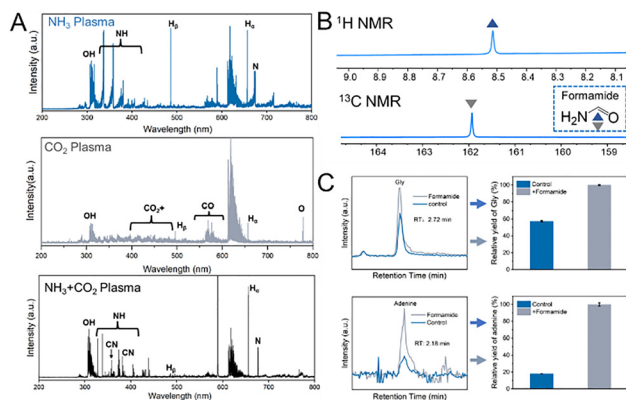 A
NH3 Plasma
OH
NH
Hβ
Hα
N
Intensity (a.u.)
200 300 400 500 600 700 800
Wavelength (nm)
CO2 Plasma
OH
CO2+
Hβ
CO
Hα
O
Intensity(a.u.)
200 300 400 500 600 700 800
Wavelength (nm)
NH3+CO2 Plasma
OH
NH
CN
CN
Hβ
Hα
N
Intensity (a.u.)
200 300 400 500 600 700 800
Wavelength (nm)
B
1H NMR
9.0 8.9 8.8 8.7 8.6 8.5 8.4 8.3 8.2 8.1
13C NMR
Formamide
H2N
O
164 163 162 161 160 159
C
Gly
Formamide
control
RT: 2.72 min
Intensity (a.u.)
Retention Time (min)
Control
+Formamide
Relative yield of Gly (%)
100
80
60
40
20
0
Adenine
Formamide
Control
RT: 2.18 min
Intensity (a.u.)
Retention Time (min)
Control
+Formamide
Relative yield of adenine (%)
100
80
60
40
20
0